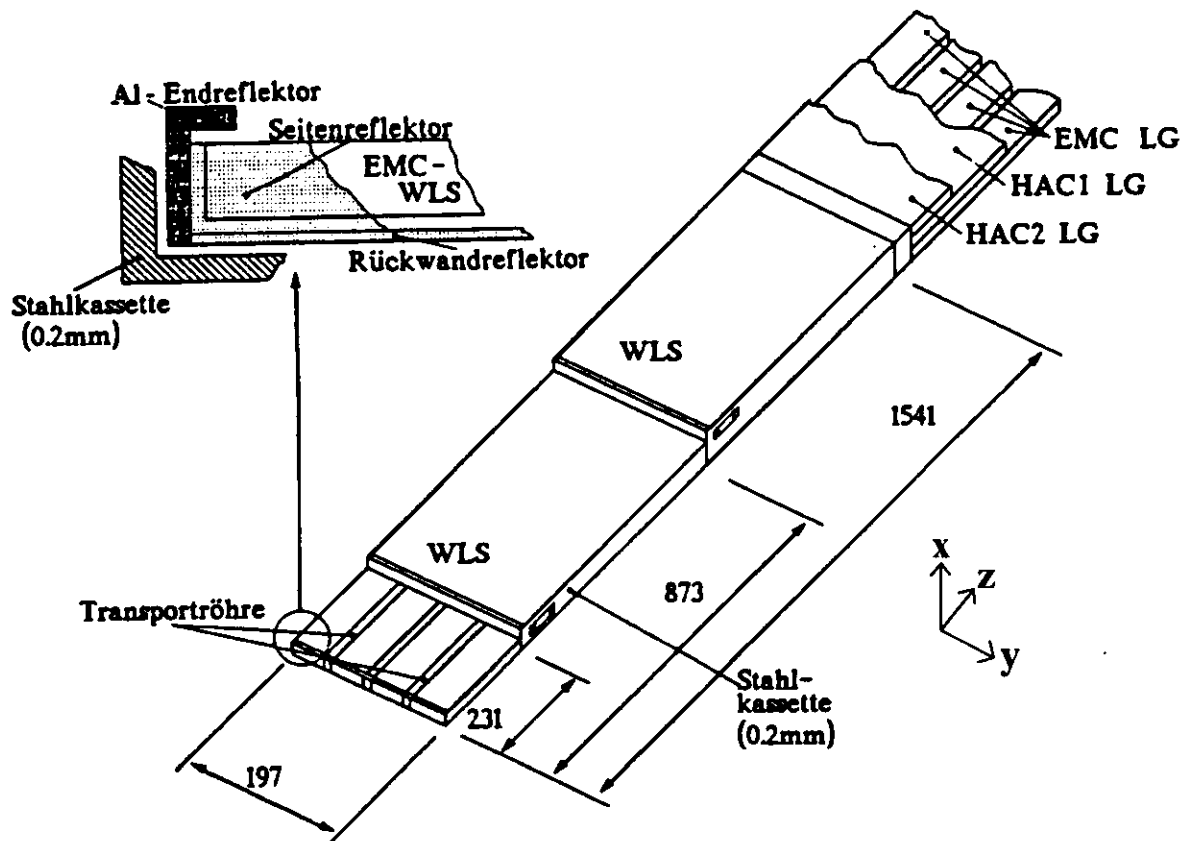 Al - Endreflektor
Seitenreflektor
EMC-
WLS
Rückwandreflektor
Stahlkassette
(0.2mm)
EMC LG
HAC1 LG
HAC2 LG
WLS
1541
WLS
873
x
z
y
Transportröhre
231
Stahl-
kassette
(0.2mm)
197